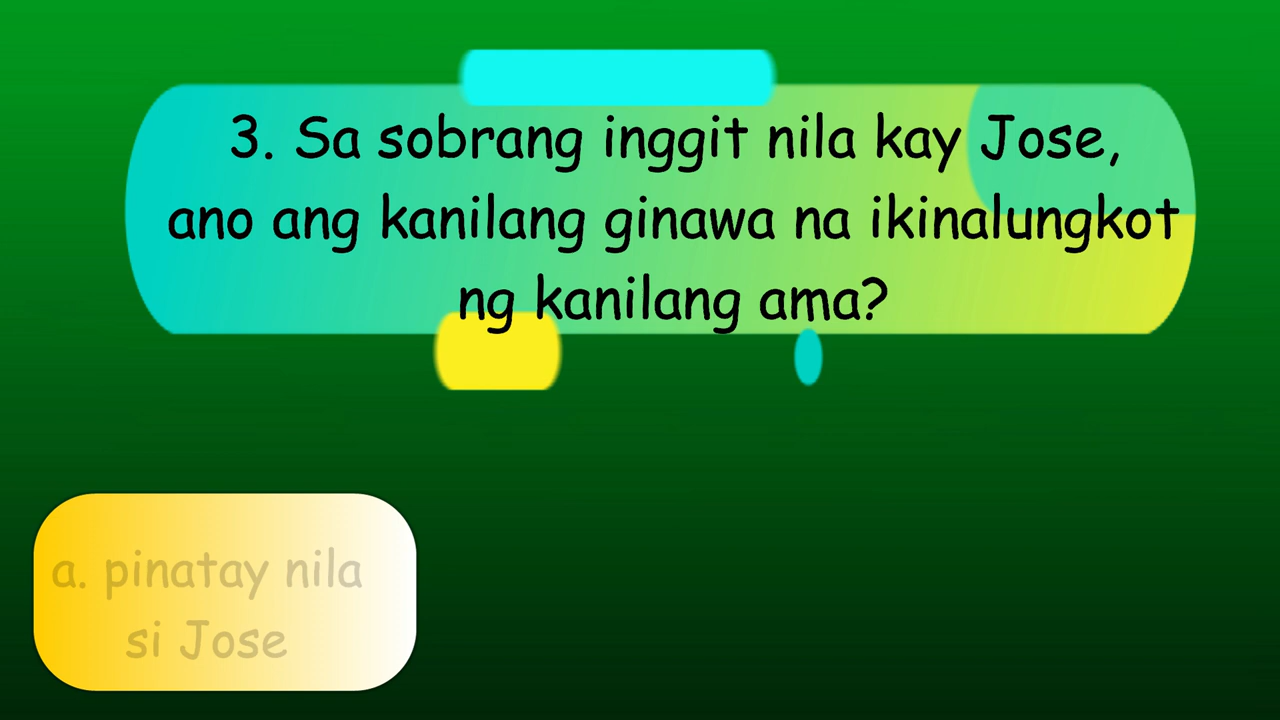 3. Sa sobrang inggit nila kay Jose,
ano ang kanilang ginawa na ikinalungkot
ng kanilang ama?
a. pinatay nila
si Jose